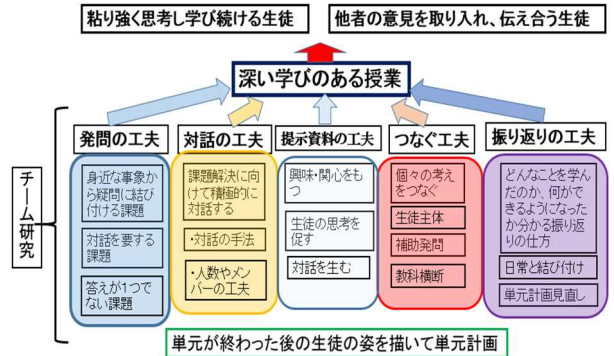 粘り強く思考し学び続ける生徒
他者の意見を取り入れ、伝え合う生徒
深い学びのある授業
チーム研究
発問の工夫
身近な事象か
ら疑問に結び
付ける課題
対話を要する
課題
答えが1つで
ない課題
対話の工夫
課題解決に向
けて積極的に
対話する
・対話の手法
・人数やメン
バーの工夫
提示資料の工夫
興味・関心をも
つ
生徒の思考を
促す
対話を生む
つなぐ工夫
個々の考え
をつなぐ
生徒主体
補助発問
教科横断
振り返りの工夫
どんなことを学ん
だのか、何がで
きるようになった
か分かる振り返
りの仕方
日常と結び付け
単元計画見直し
単元が終わった後の生徒の姿を描いて単元計画